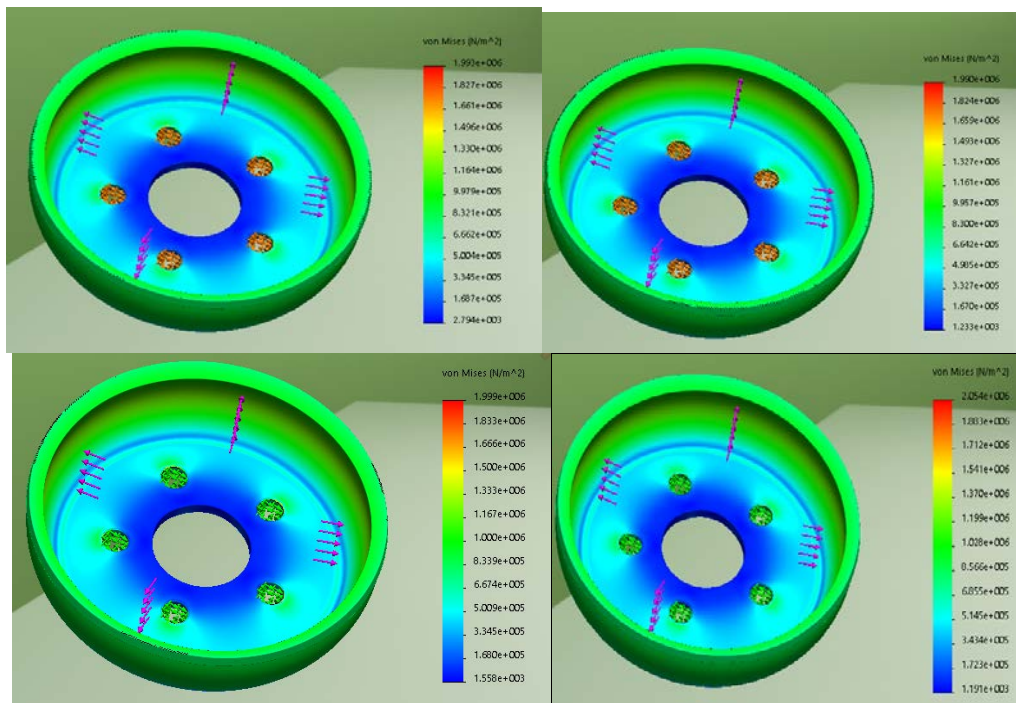 von Mises (N/m^2)
1.993e+006
1.827e+006
1.661e+006
1.496e+006
1.330e+006
1.164e+006
9.979e+005
8.321e+005
6.662e+005
5.004e+005
3.345e+005
1.687e+005
2.794e+003
von Mises (N/m^2)
1.990e+006
1.824e+006
1.659e+006
1.493e+006
1.327e+006
1.161e+006
9.957e+005
8.300e+005
6.642e+005
4.985e+005
3.327e+005
1.670e+005
1.233e+003
von Mises (N/m^2)
1.999e+006
1.833e+006
1.666e+006
1.500e+006
1.333e+006
1.167e+006
1.000e+006
8.339e+005
6.674e+005
5.009e+005
3.345e+005
1.680e+005
1.558e+003
von Mises (N/m^2)
2.054e+006
1.883e+006
1.712e+006
1.541e+006
1.370e+006
1.199e+006
1.028e+006
8.566e+005
6.855e+005
5.145e+005
3.434e+005
1.723e+005
1.191e+003